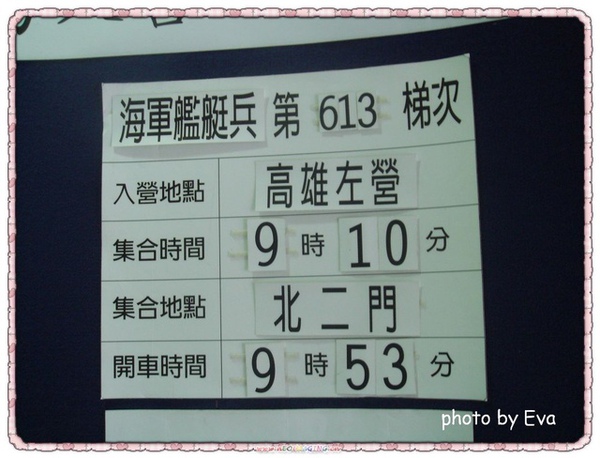 海軍艦艇兵 第 613 梯次
入營地點 高雄左營
集合時間 9 時 10 分
集合地點 北二門
開車時間 9 時 53 分
photo by Eva